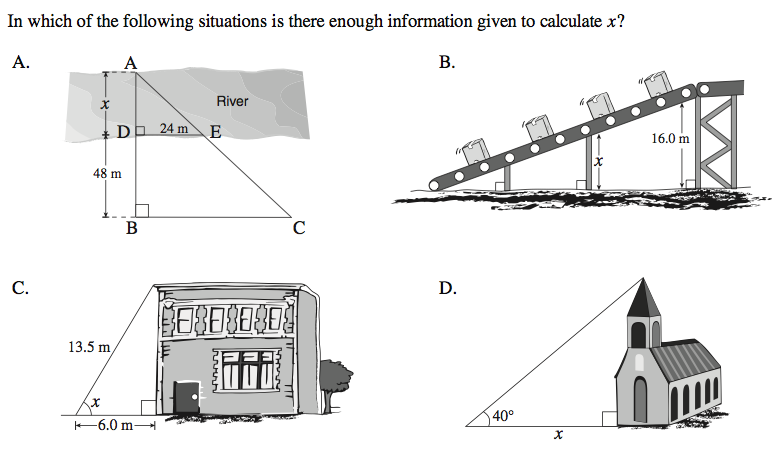 In which of the following situations is there enough information given to calculate x?
A.
A
x
River
D
24 m
E
48 m
B
C
B.
16.0 m
x
C.
13.5 m
x
6.0 m
D.
40°
x